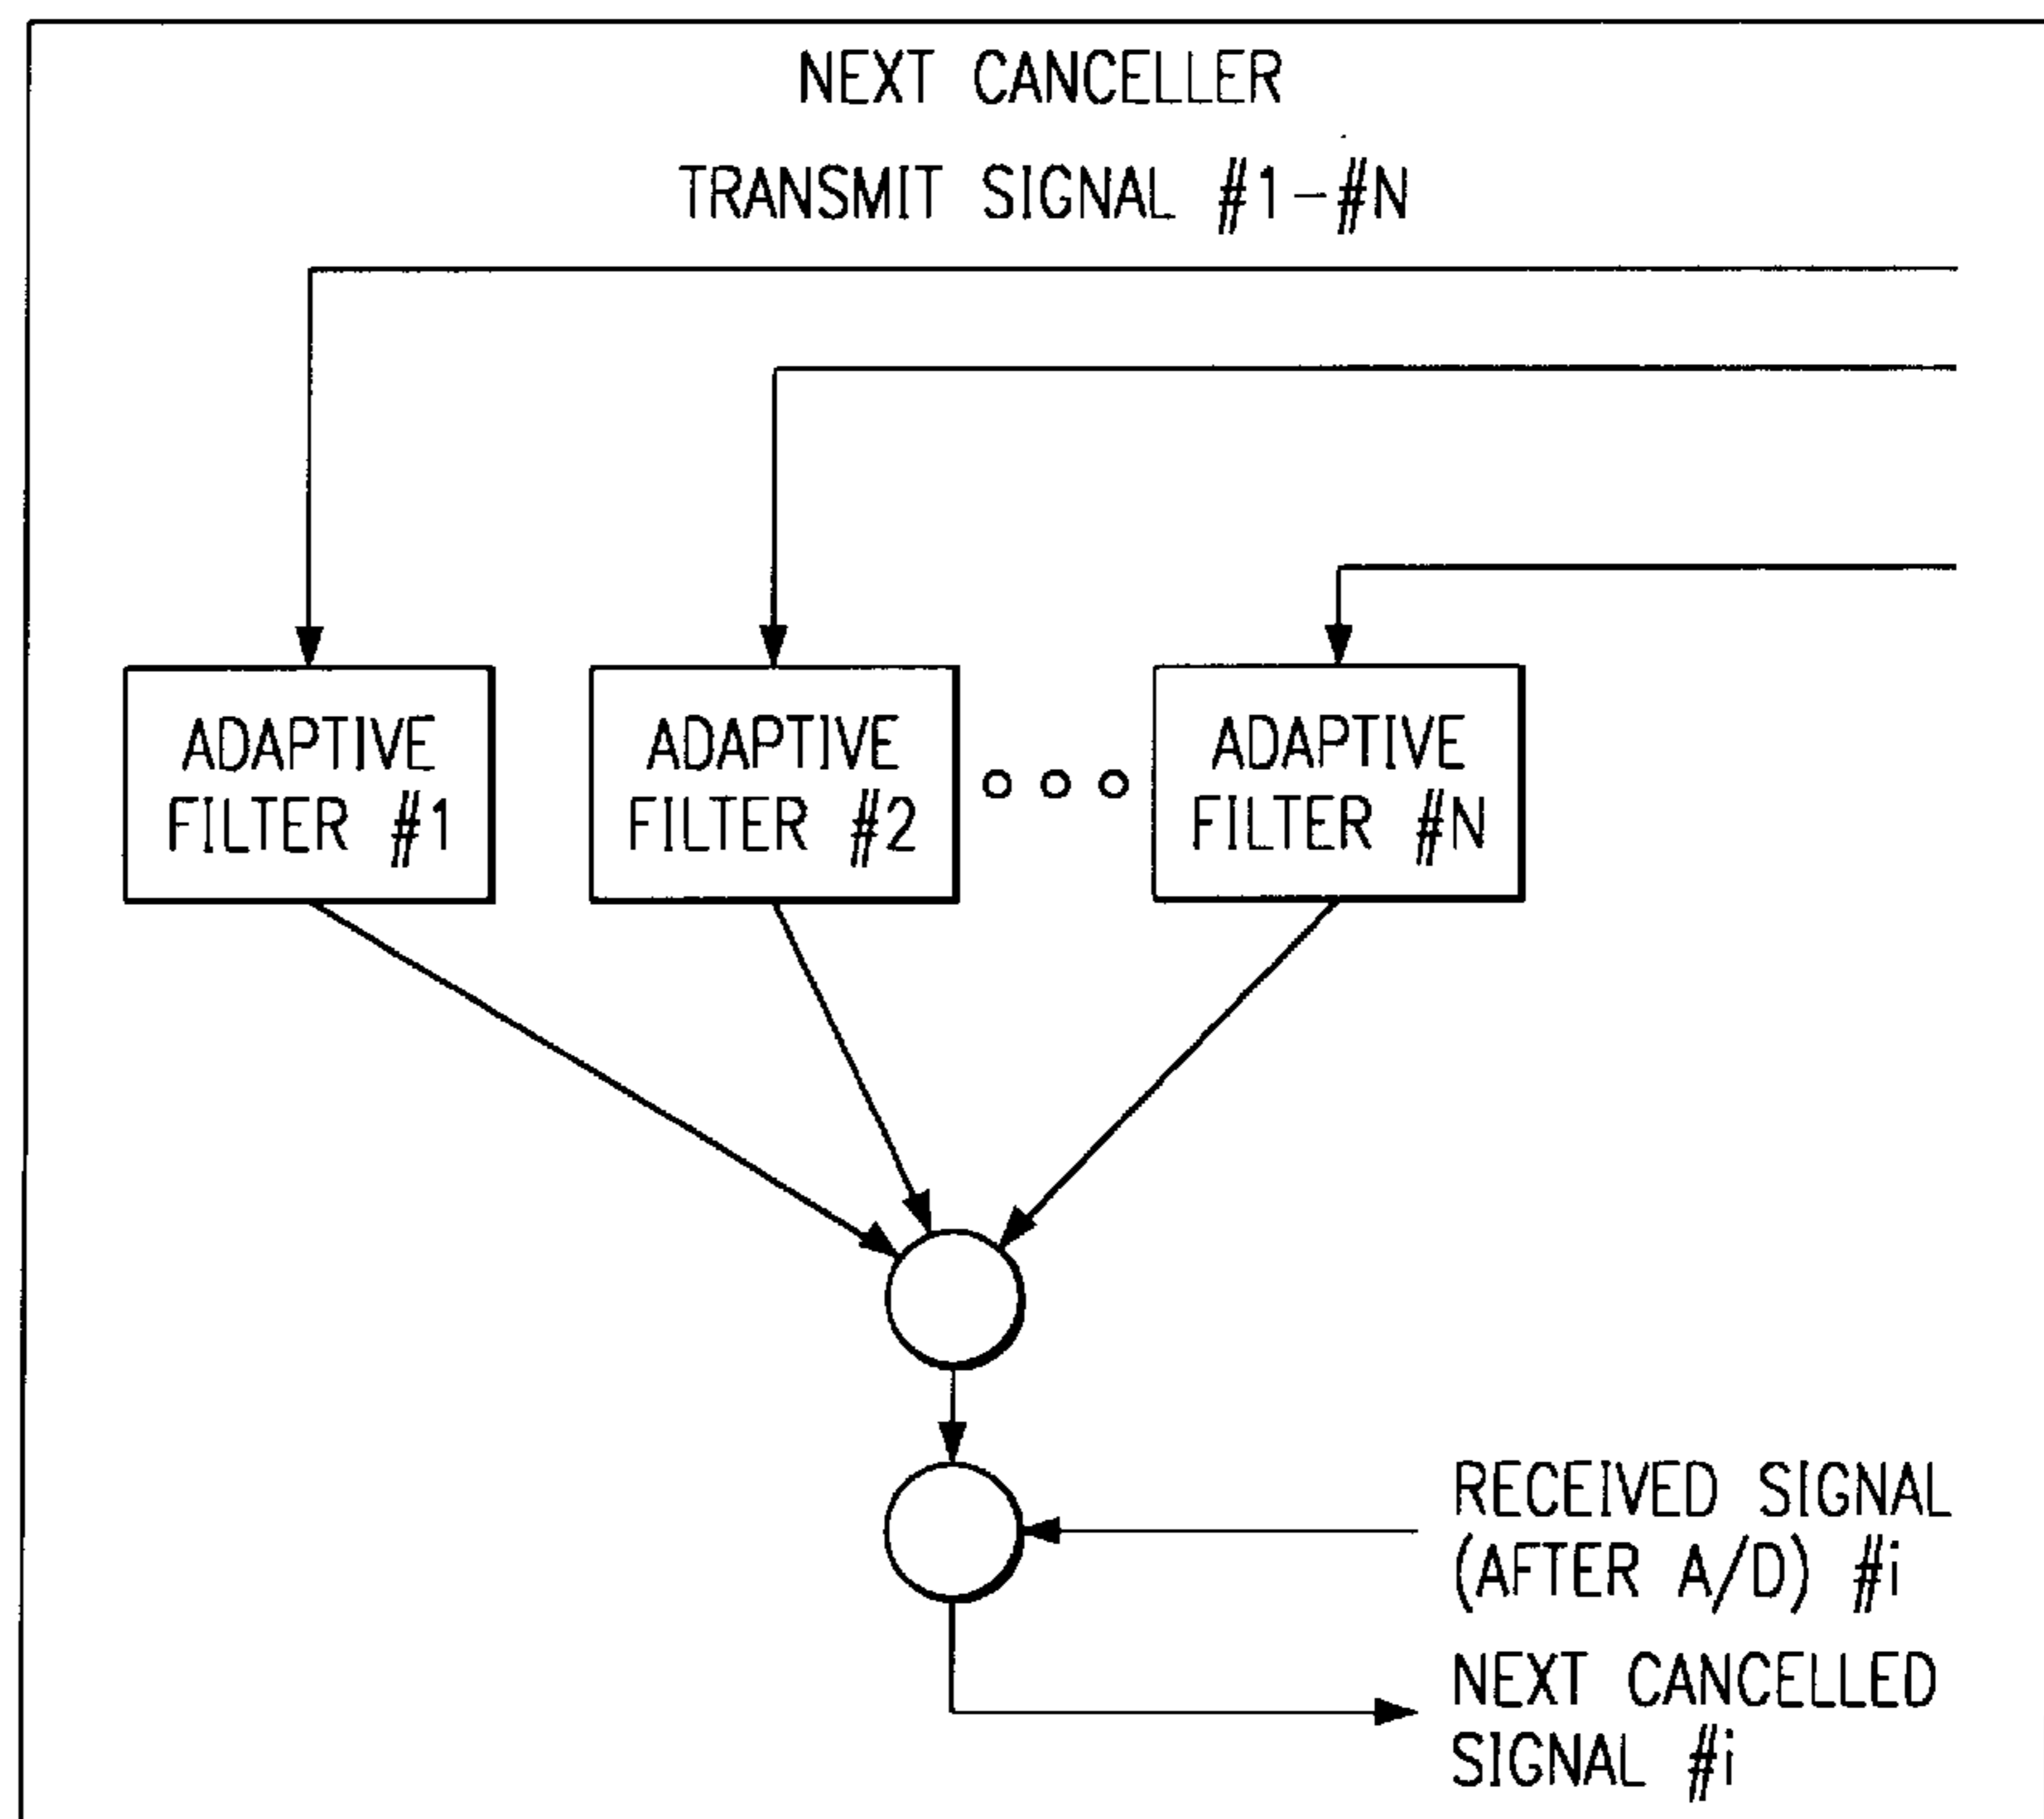 NEXT CANCELLER
TRANSMIT SIGNAL #1-#N
ADAPTIVE
FILTER #1
ADAPTIVE
FILTER #2
ADAPTIVE
FILTER #N
RECEIVED SIGNAL
(AFTER A/D) #i
NEXT CANCELLED
SIGNAL #i